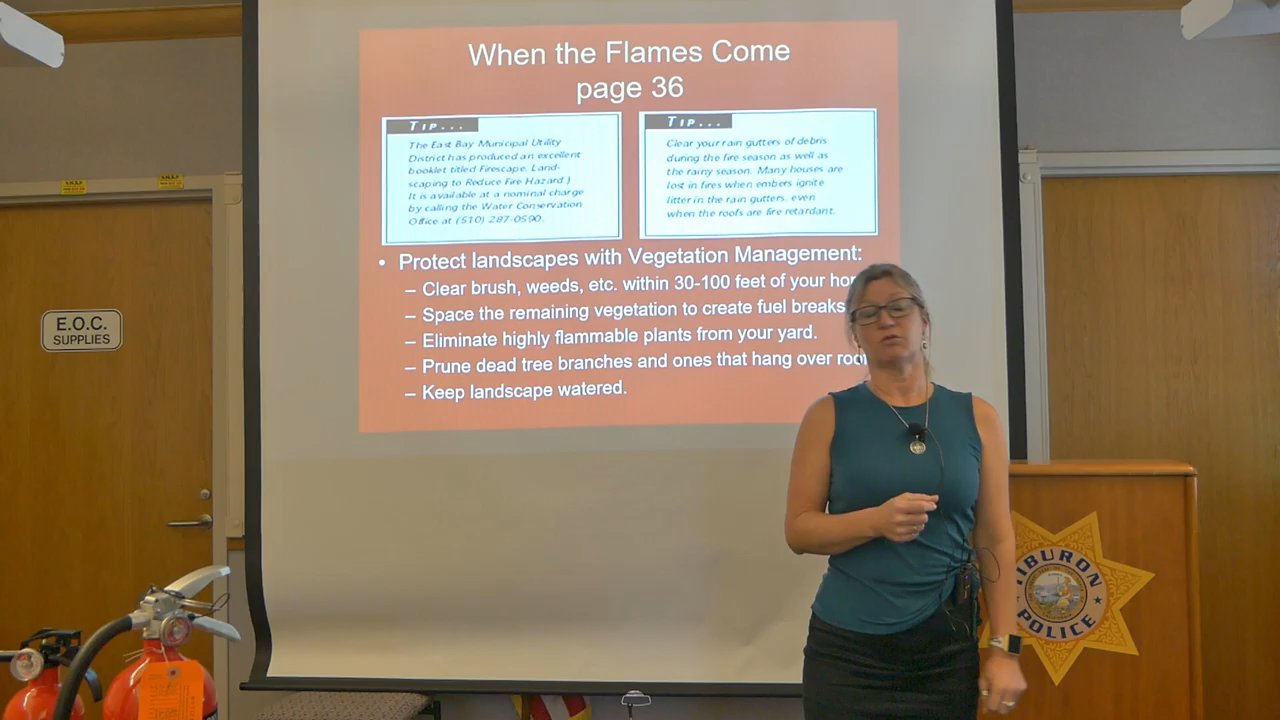 When the Flames Come
page 36
TIP...
The East Bay Municipal Utility
District has produced an excellent
booklet titled Firescape. Land-
scaping to Reduce Fire Hazard.)
It is available at a nominal charge
by calling the Water Conservation
Office at (510) 287-0590.
TIP...
Clear your rain gutters of debris
during the fire season as well as
the rainy season. Many houses are
lost in fires when embers ignite
litter in the rain gutters, even
when the roofs are fire retardant.
• Protect landscapes with Vegetation Management:
– Clear brush, weeds, etc. within 30-100 feet of your
– Space the remaining vegetation to create fuel breaks
– Eliminate highly flammable plants from your yard.
– Prune dead tree branches and ones that hang over
– Keep landscape watered.
E.O.C.
SUPPLIES
TIBURON
POLICE